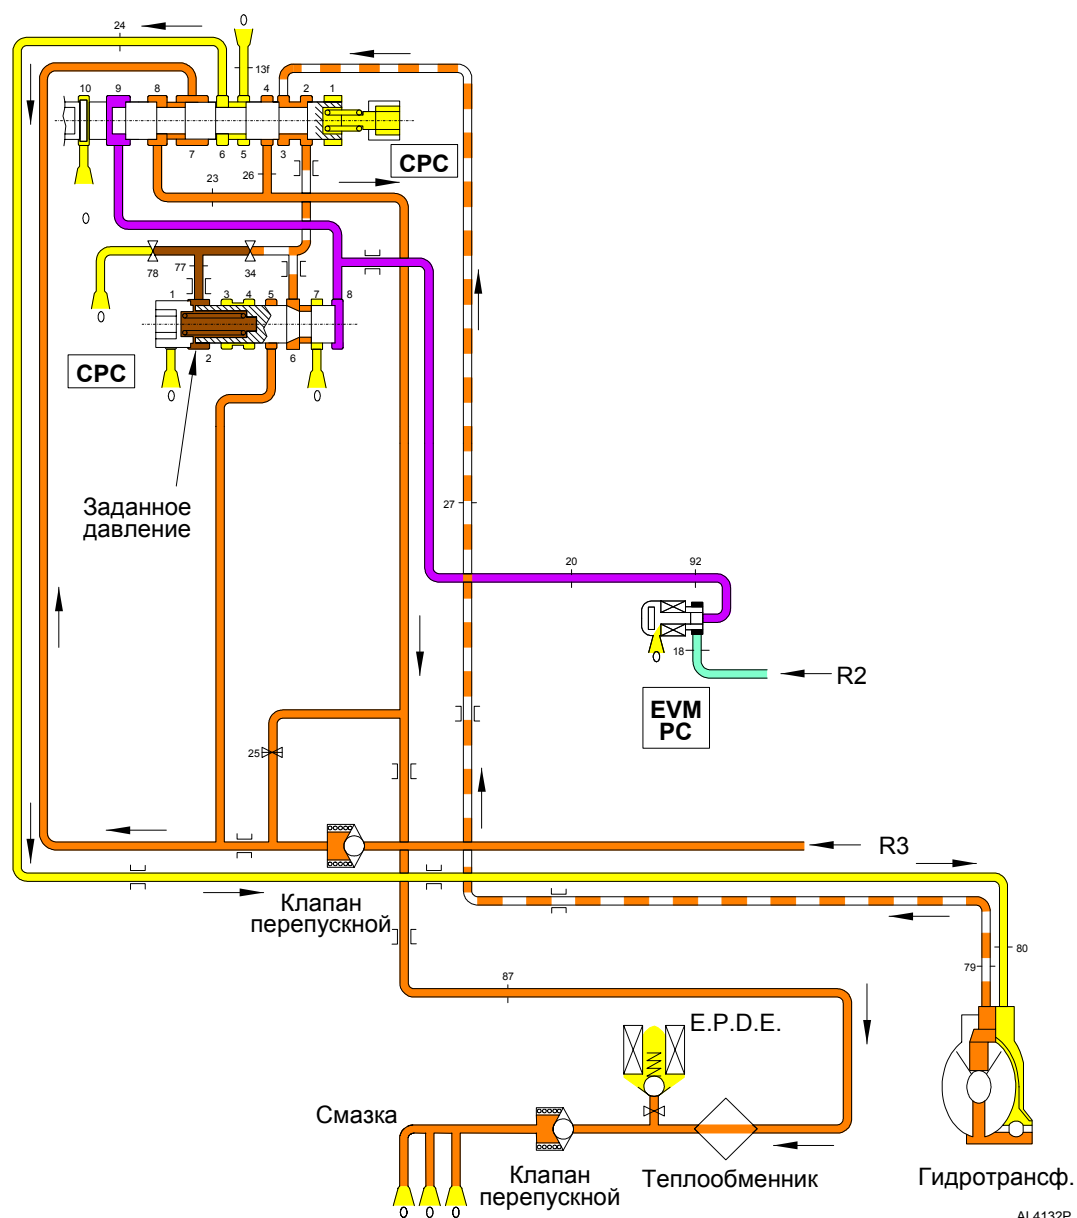 24
0
13f
10
9
8
4
2
1
7
6
5
3
CPC
23
26
0
78
77
34
0
1
3
4
5
7
8
2
6
CPC
0
0
Заданное
давление
27
20
92
0
18
R2
EVM
PC
25
R3
Клапан
перепускной
80
79
87
E.P.D.E.
Смазка
Клапан
перепускной
Теплообменник
Гидротрансф.
0
0
0
AL4132P